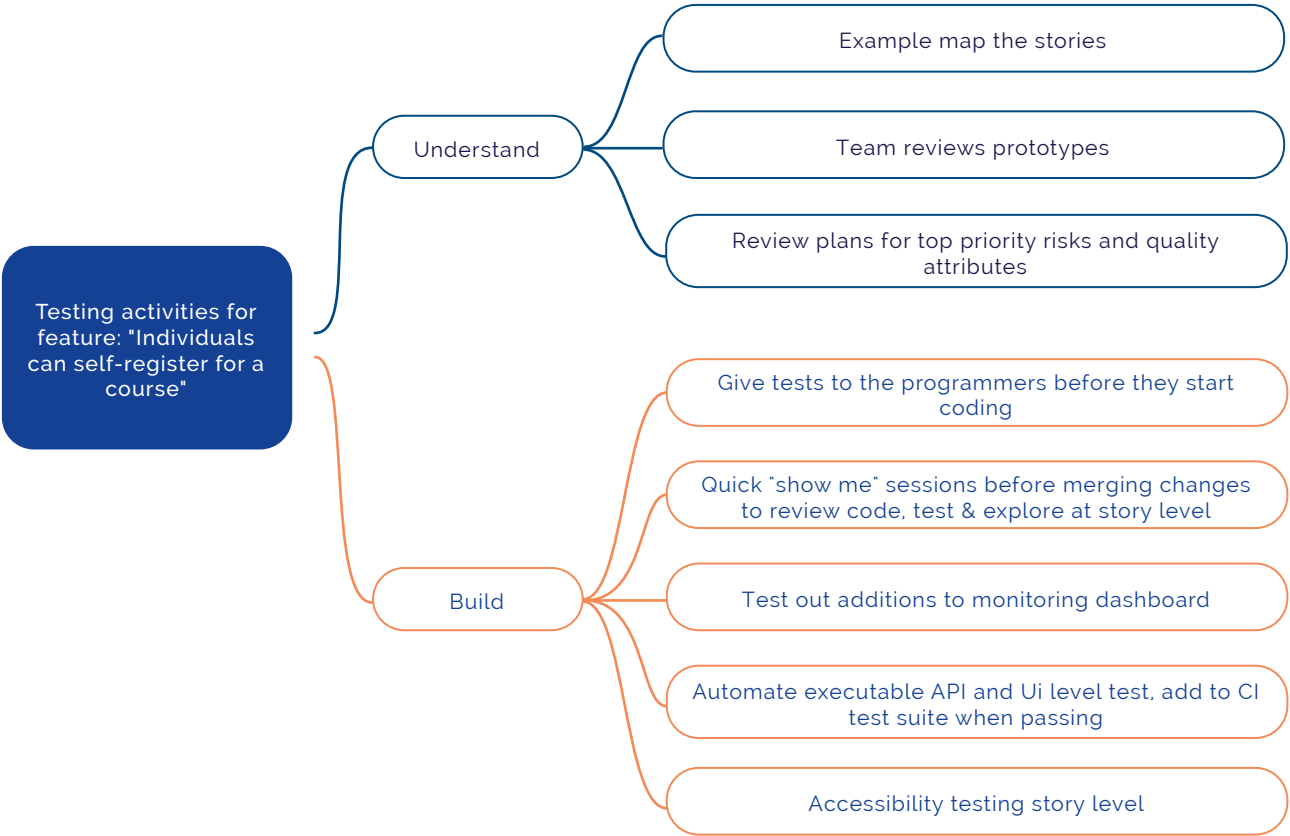 Example map the stories
Understand
Team reviews prototypes
Review plans for top priority risks and quality
attributes
Testing activities for
feature: "Individuals
can self-register for a
course"
Give tests to the programmers before they start
coding
Quick "show me" sessions before merging changes
to review code, test & explore at story level
Build
Test out additions to monitoring dashboard
Automate executable API and Ui level test, add to CI
test suite when passing
Accessibility testing story level